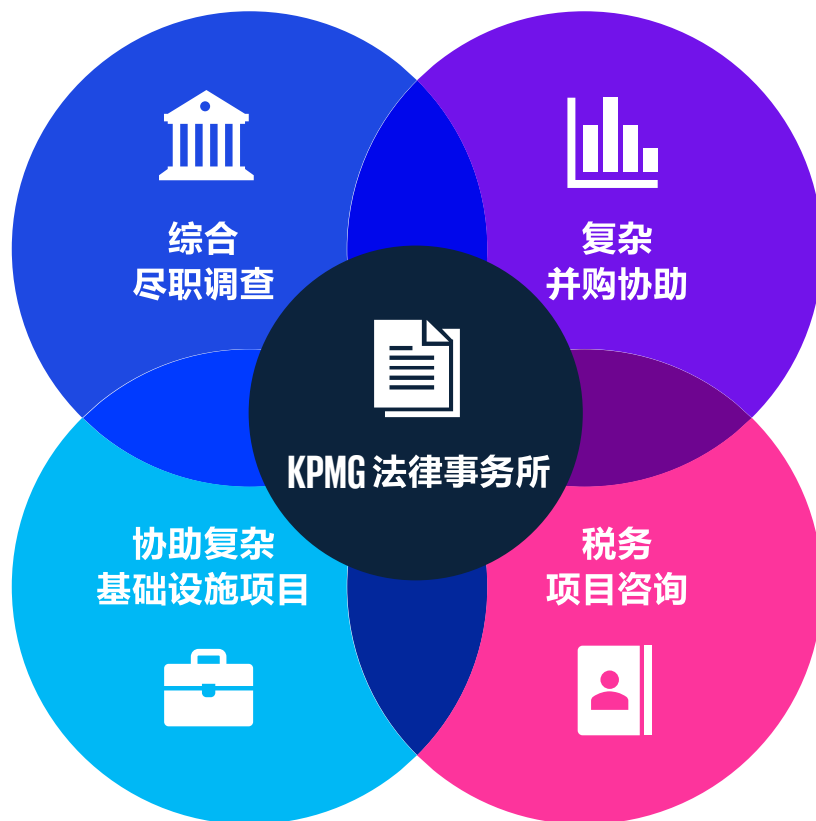 综合
尽职调查
复杂
并购协助
KPMG 法律事务所
协助复杂
基础设施项目
税务
项目咨询